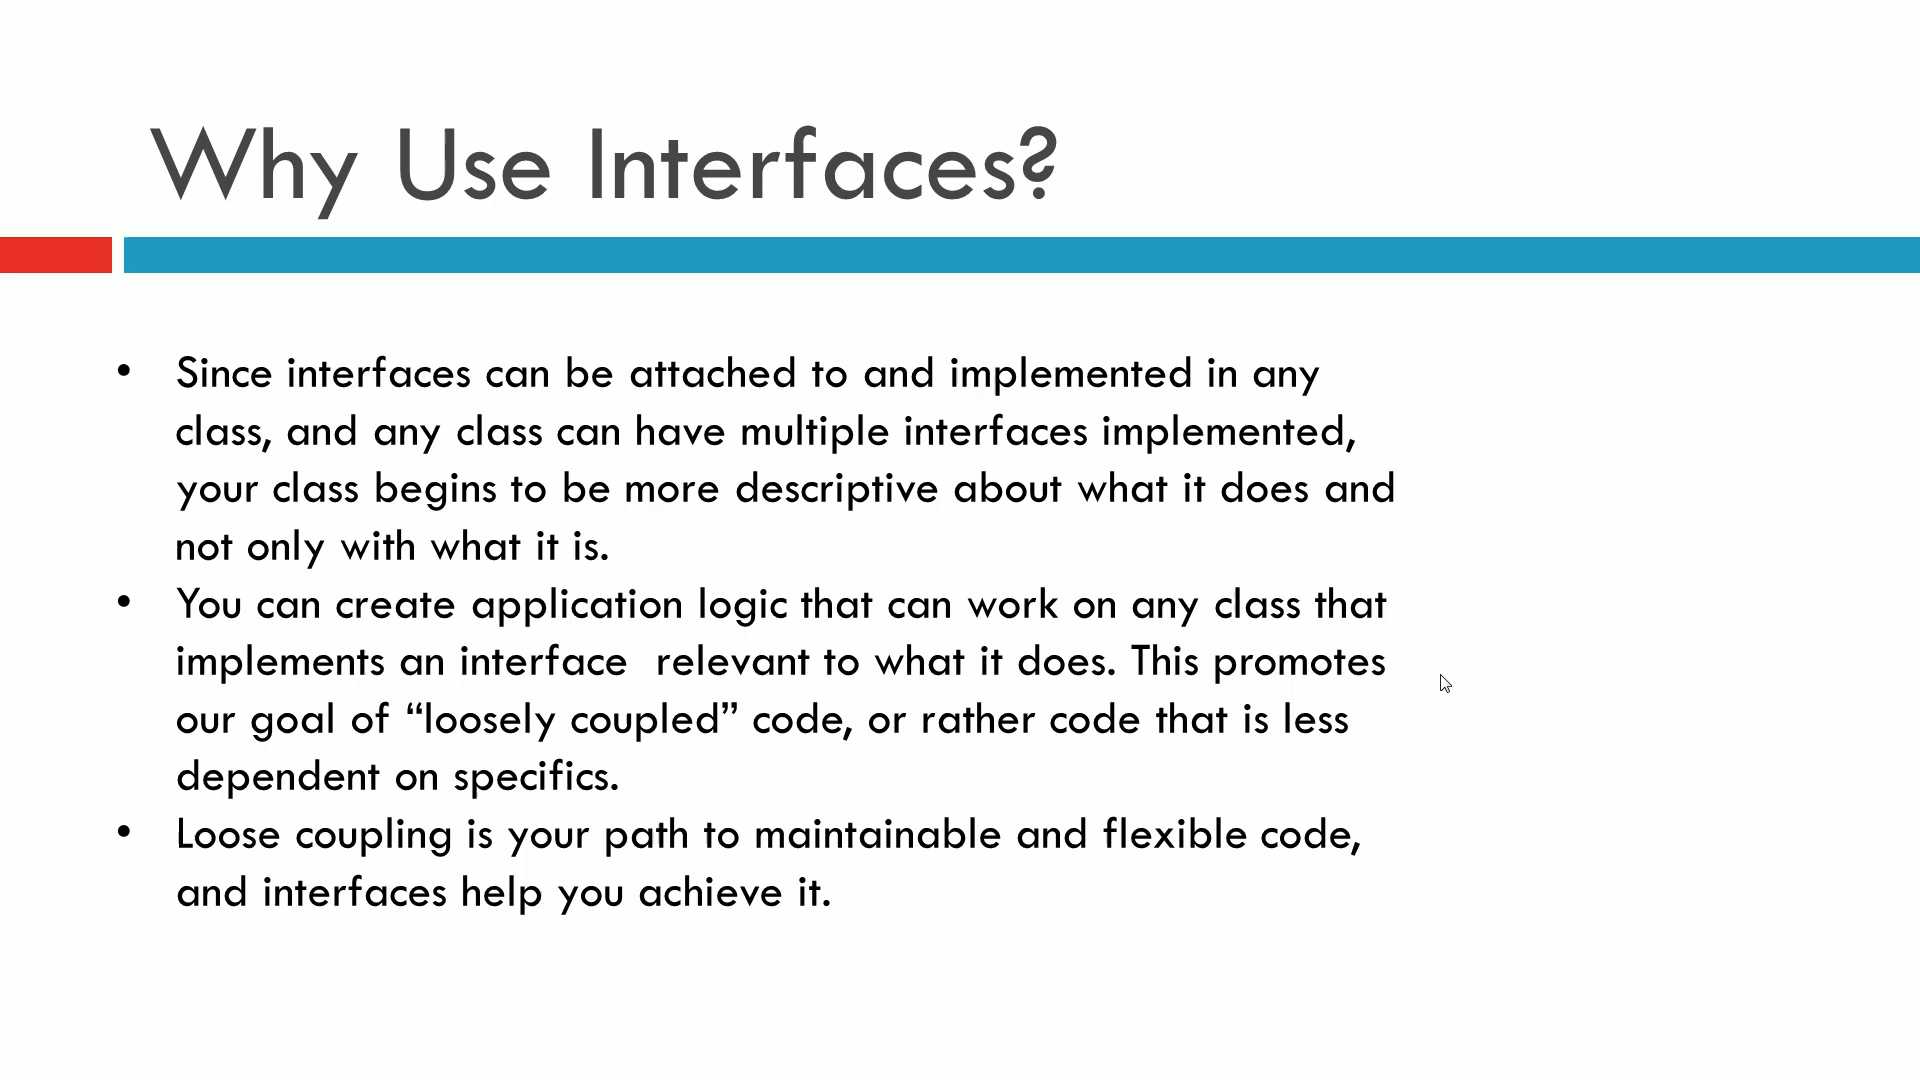 Why Use Interfaces?
• Since interfaces can be attached to and implemented in any
class, and any class can have multiple interfaces implemented,
your class begins to be more descriptive about what it does and
not only with what it is.
• You can create application logic that can work on any class that
implements an interface  relevant to what it does. This promotes
our goal of “loosely coupled” code, or rather code that is less
dependent on specifics.
• Loose coupling is your path to maintainable and flexible code,
and interfaces help you achieve it.